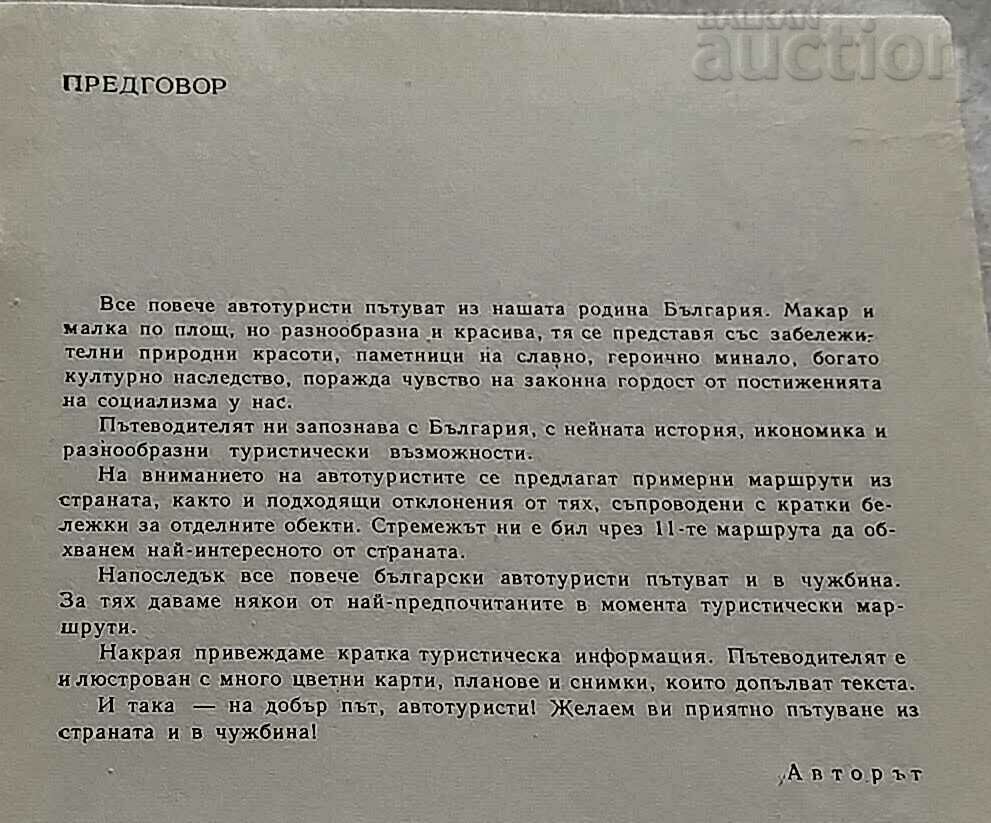 BALKAN
auction
ПРЕДГОВОР
Все повече автотуристи пътуват из нашата родина България. Макар и
малка по площ, но разнообразна и красива, тя се представя със забележи-
телни природни красоти, паметници на славно, героично минало, богато
културно наследство, поражда чувство на законна гордост от постиженията
на социализма у нас.
Пътеводителят ни запознава с България, с нейната история, икономика и
разнообразни туристически възможности.
На вниманието на автотуристите се предлагат примерни маршрути из
страната, както и подходящи отклонения от тях, съпроводени с кратки бе-
лежки за отделните обекти. Стремежът ни е бил чрез 11-те маршрута да об-
хванем най-интересното от страната.
Напоследък все повече български автотуристи пътуват и в чужбина.
За тях даваме някои от най-предпочитаните в момента туристически мар-
шрути.
Накрая привеждаме кратка туристическа информация. Пътеводителят е
илюстрован с много цветни карти, планове и снимки, които допълват текста.
И така — на добър път, автотуристи! Желаем ви приятно пътуване из
страната и в чужбина!
Авторът